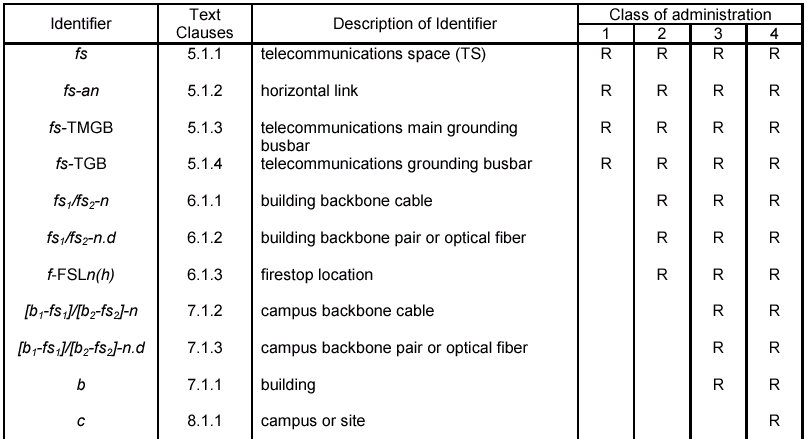 Identifier Text Clauses Description of Identifier Class of administration
1 2 3 4
fs 5.1.1 telecommunications space (TS) R R R R
fs-an 5.1.2 horizontal link R R R R
fs-TMGB 5.1.3 telecommunications main grounding busbar R R R R
fs-TGB 5.1.4 telecommunications grounding busbar R R R R
fs₁/fs₂-n 6.1.1 building backbone cable R R R
fs₁/fs₂-n.d 6.1.2 building backbone pair or optical fiber R R R
f-FSLn(h) 6.1.3 firestop location R R R
[b₁-fs₁]/[b₂-fs₂]-n 7.1.2 campus backbone cable R R
[b₁-fs₁]/[b₂-fs₂]-n.d 7.1.3 campus backbone pair or optical fiber R R
b 7.1.1 building R R
c 8.1.1 campus or site R